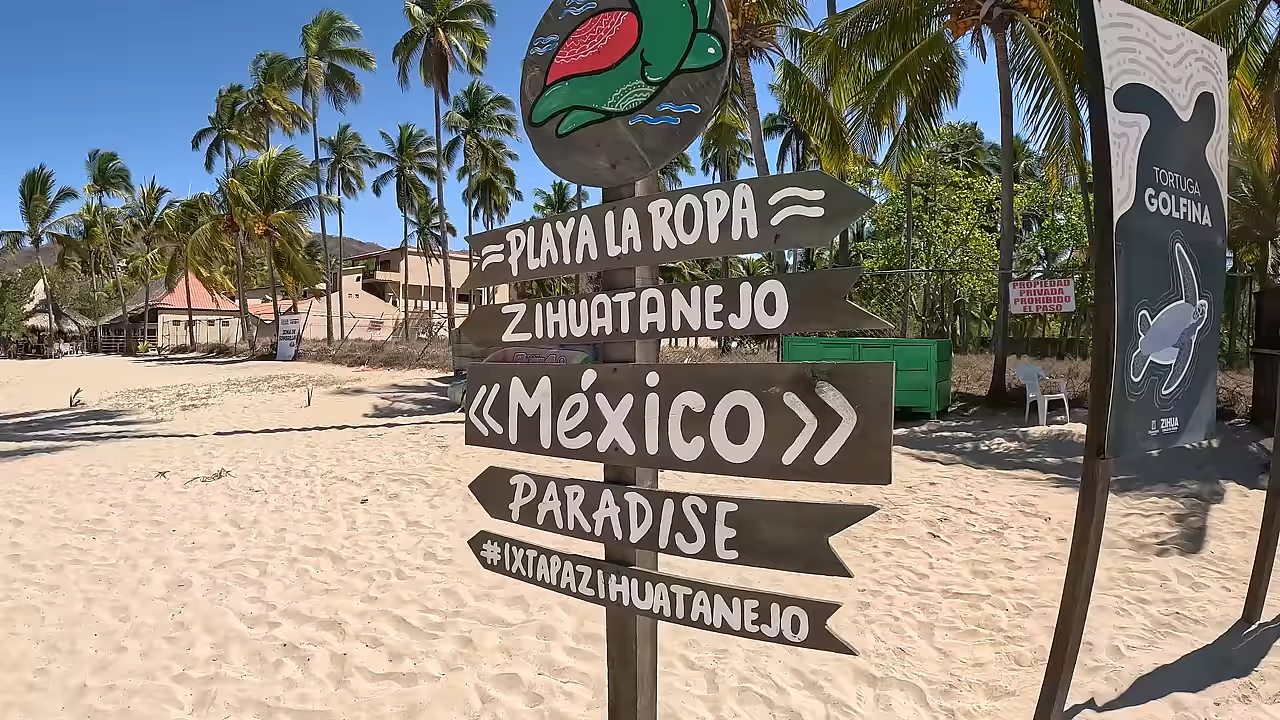 PLAYA LA ROPA
ZIHUATANEJO
«México»
PARADISE
#IXTAPAZIHUATANEJO
PROPIEDAD
PRIVADA
PROHIBIDO
EL PASO
TORTUGA
GOLFINA
ZIHUA